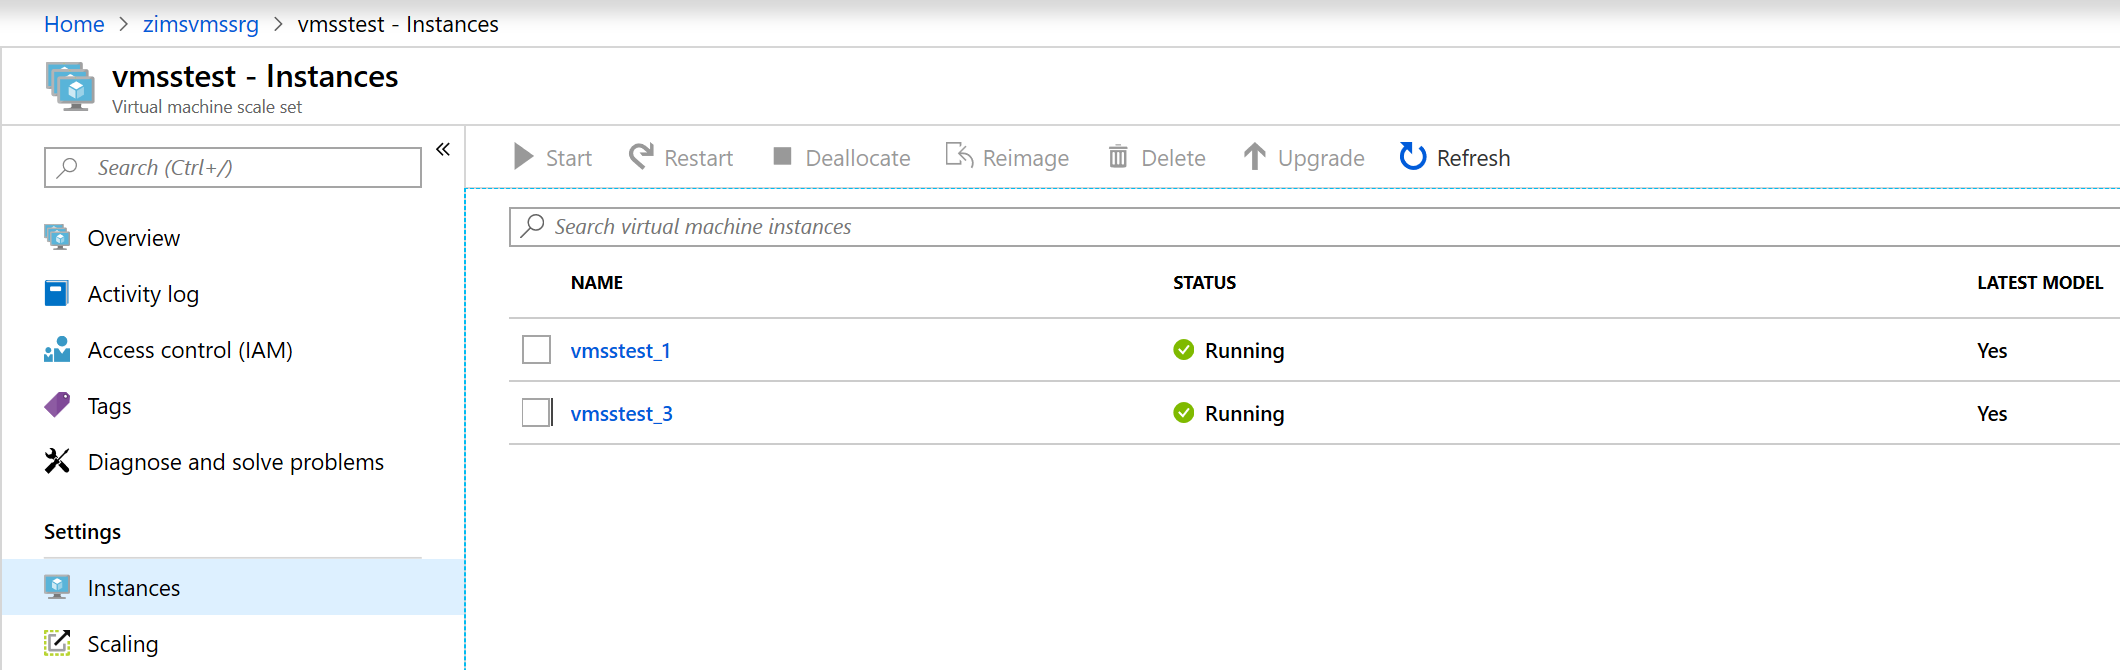 Home > zimsvmssrg > vmsstest - Instances
vmsstest - Instances
Virtual machine scale set
Search (Ctrl+/)
Overview
Activity log
Access control (IAM)
Tags
Diagnose and solve problems
Settings
Instances
Scaling
Start Restart Deallocate Reimage Delete Upgrade Refresh
Search virtual machine instances
NAME STATUS LATEST MODEL
vmsstest_1 Running Yes
vmsstest_3 Running Yes